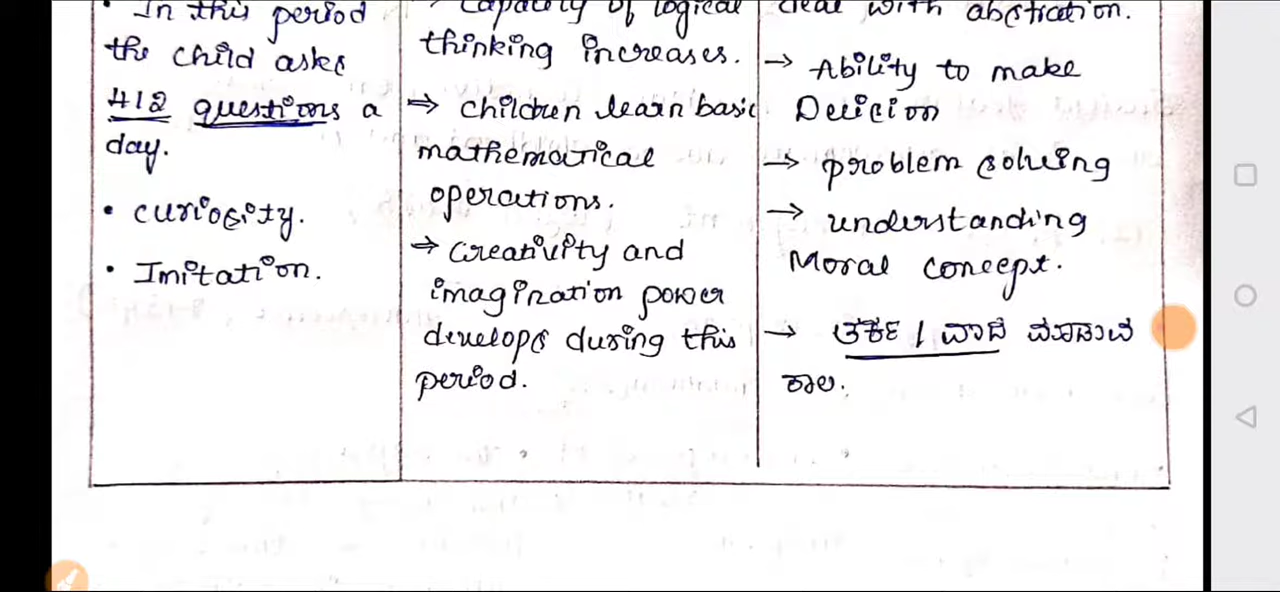 • In this period
the child asks
412 questions a
day.
• curiosity.
• Imitation.
→ Capacity of logical
thinking increases.
⇒ children learn basic
mathematical
operations.
→ Creativity and
imagination power
develops during this
period.
deal with abstration.
→ Ability to make
Decision
→ problem solving
→ understanding
Moral concept.
→ ತರ್ಕ / ವಾದ ಮಾಡುವ
ಕಾಲ.